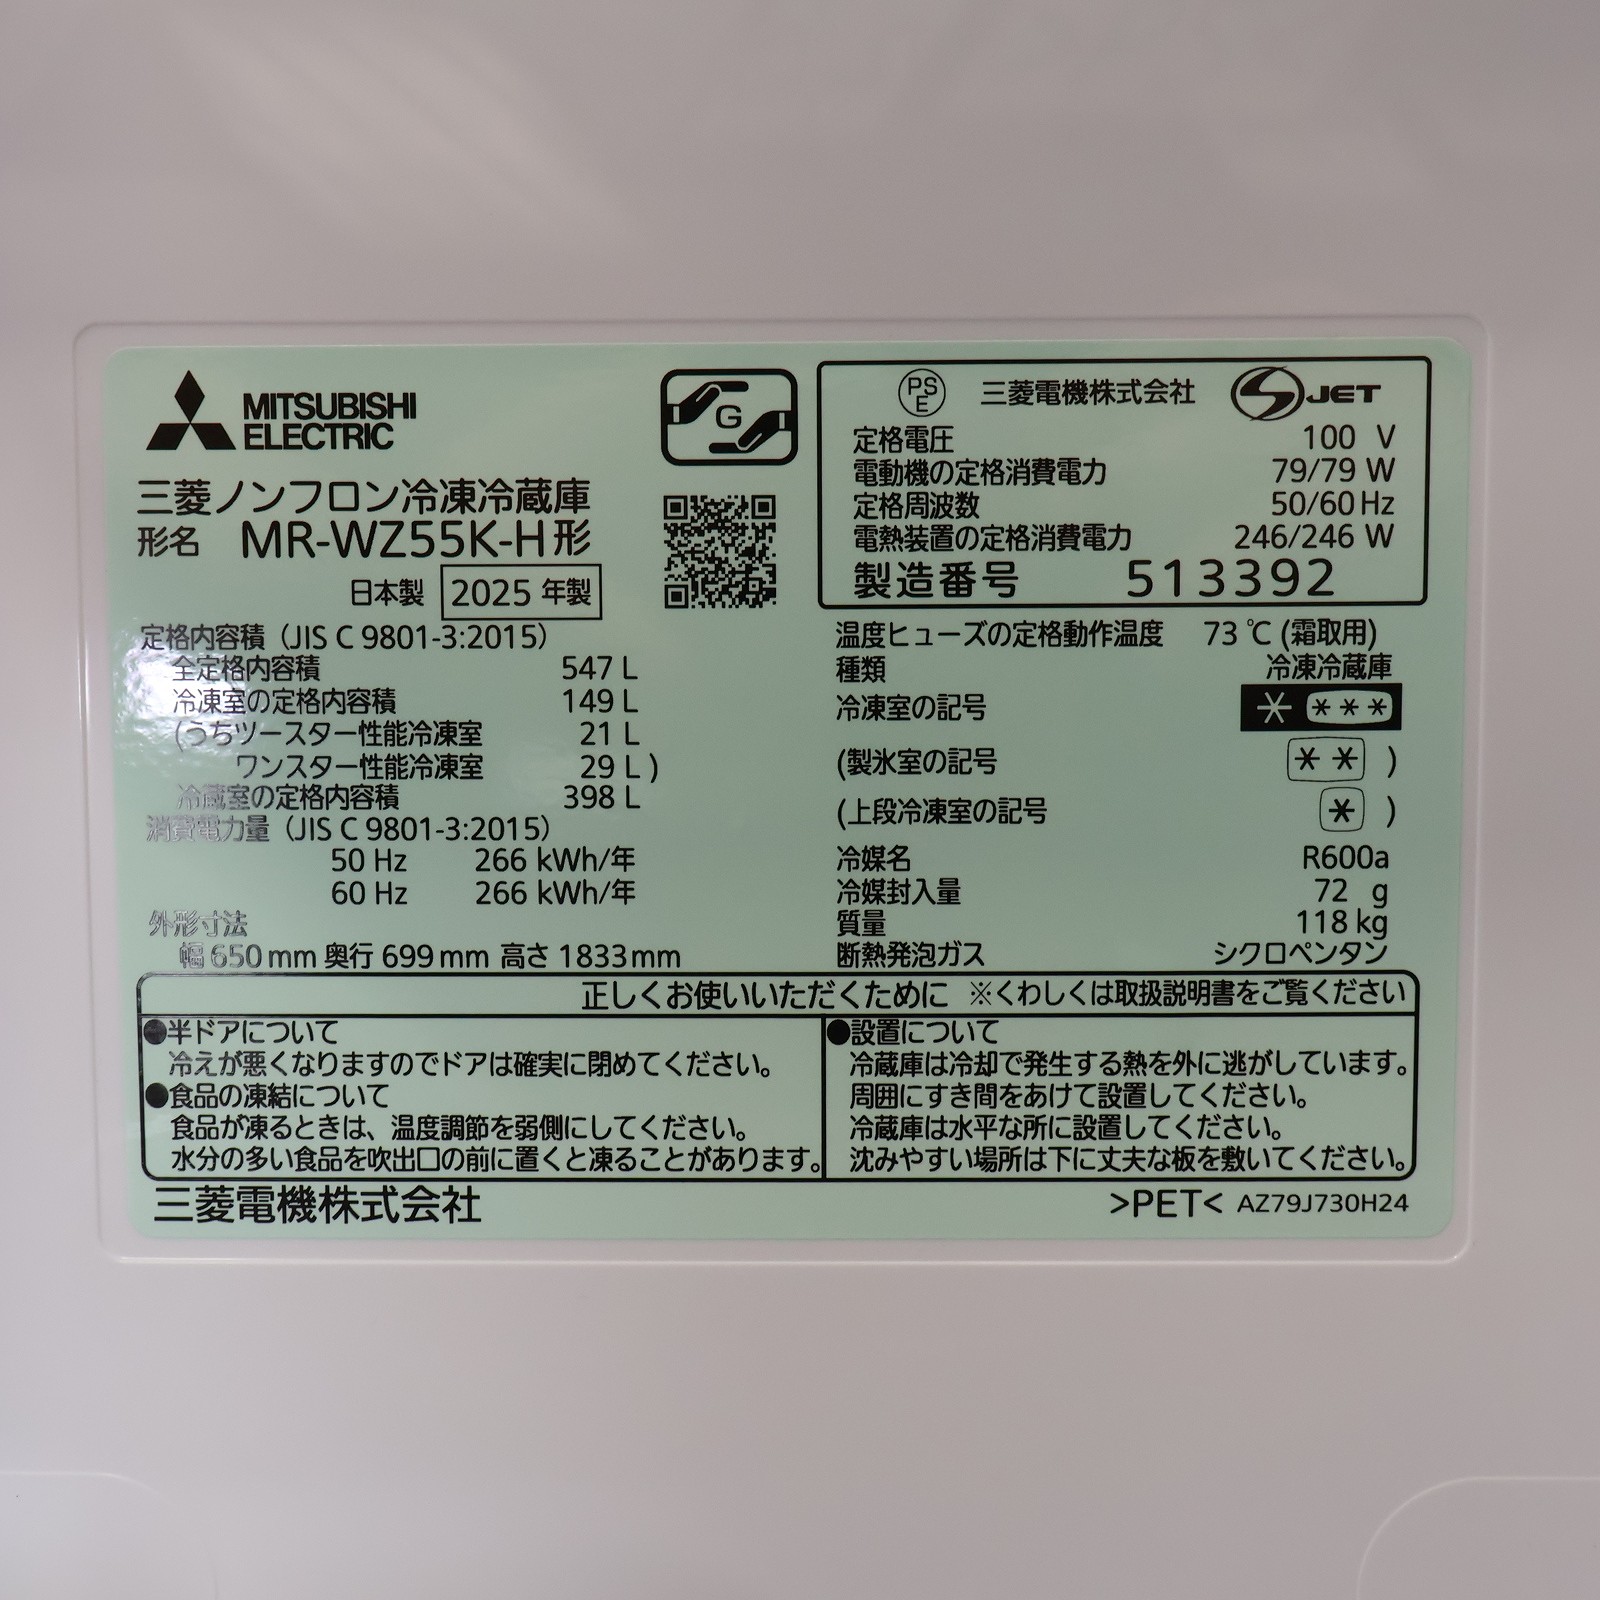 MITSUBISHI
ELECTRIC
G
三菱ノンフロン冷凍冷蔵庫
形名 MR-WZ55K-H形
日本製 2025 年製
定格内容積（JIS C 9801-3:2015）
全定格内容積 547 L
冷凍室の定格内容積 149 L
(うちツースター性能冷凍室 21 L
ワンスター性能冷凍室 29 L )
冷蔵室の定格内容積 398 L
消費電力量（JIS C 9801-3:2015）
50 Hz 266 kWh/年
60 Hz 266 kWh/年
外形寸法
幅 650mm 奥行 699mm 高さ 1833mm
PS
E 三菱電機株式会社 S JET
定格電圧 100 V
電動機の定格消費電力 79/79 W
定格周波数 50/60 Hz
電熱装置の定格消費電力 246/246 W
製造番号 513392
温度ヒューズの定格動作温度 73 ℃ (霜取用)
種類 冷凍冷蔵庫
冷凍室の記号 * ***
(製氷室の記号 ** )
(上段冷凍室の記号 * )
冷媒名 R600a
冷媒封入量 72 g
質量 118 kg
断熱発泡ガス シクロペンタン
正しくお使いいただくために ※くわしくは取扱説明書をご覧ください
●半ドアについて
冷えが悪くなりますのでドアは確実に閉めてください。
●食品の凍結について
食品が凍るときは、温度調節を弱側にしてください。
水分の多い食品を吹出口の前に置くと凍ることがあります。
●設置について
冷蔵庫は冷却で発生する熱を外に逃がしています。
周囲にすき間をあけて設置してください。
冷蔵庫は水平な所に設置してください。
沈みやすい場所は下に丈夫な板を敷いてください。
三菱電機株式会社
>PET< AZ79J730H24